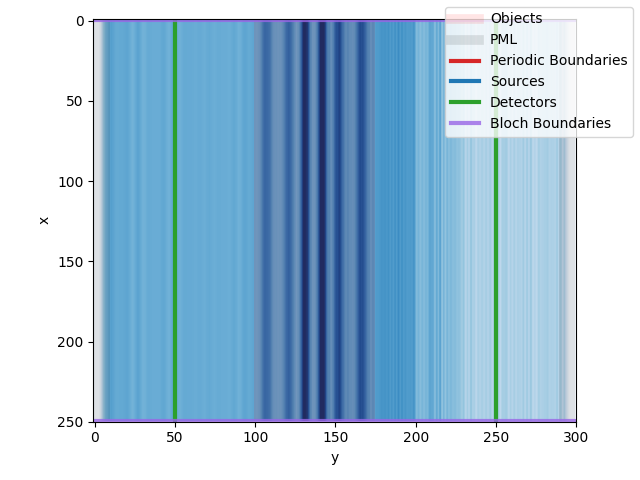 Objects
PML
Periodic Boundaries
Sources
Detectors
Bloch Boundaries
0
50
100
150
200
250
x
0 50 100 150 200 250 300
y